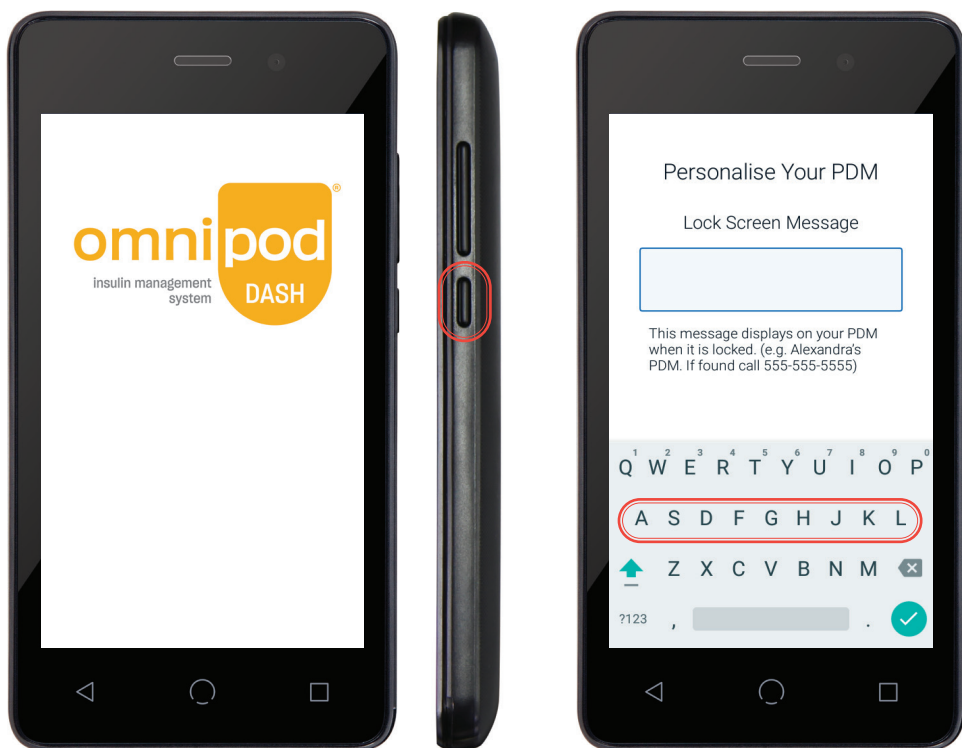 omnipod®
insulin management
system
DASH
Personalise Your PDM
Lock Screen Message
This message displays on your PDM
when it is locked. (e.g. Alexandra's
PDM. If found call 555-555-5555)
1 2 3 4 5 6 7 8 9 0
Q W E R T Y U I O P
A S D F G H J K L
Z X C V B N M
?123 , .